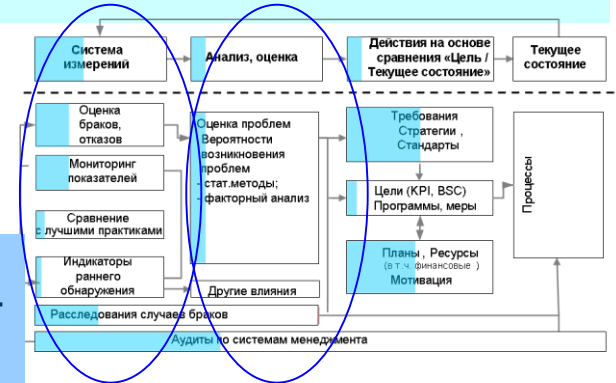 Система
измерений
Анализ, оценка
Действия на основе
сравнения «Цель /
Текущее состояние»
Текущее
состояние
Оценка
браков,
отказов
Мониторинг
показателей
Сравнение
с лучшими практиками
Индикаторы
раннего
обнаружения
Оценка проблем
Вероятности
возникновения
проблем
- стат.методы;
- факторный анализ
Другие влияния
Требования
Стратегии ,
Стандарты
Цели (KPI, BSC)
Программы, меры
Планы , Ресурсы
(в т.ч. финансовые )
Мотивация
Процессы
Расследования случаев браков
Аудиты по системам менеджмента